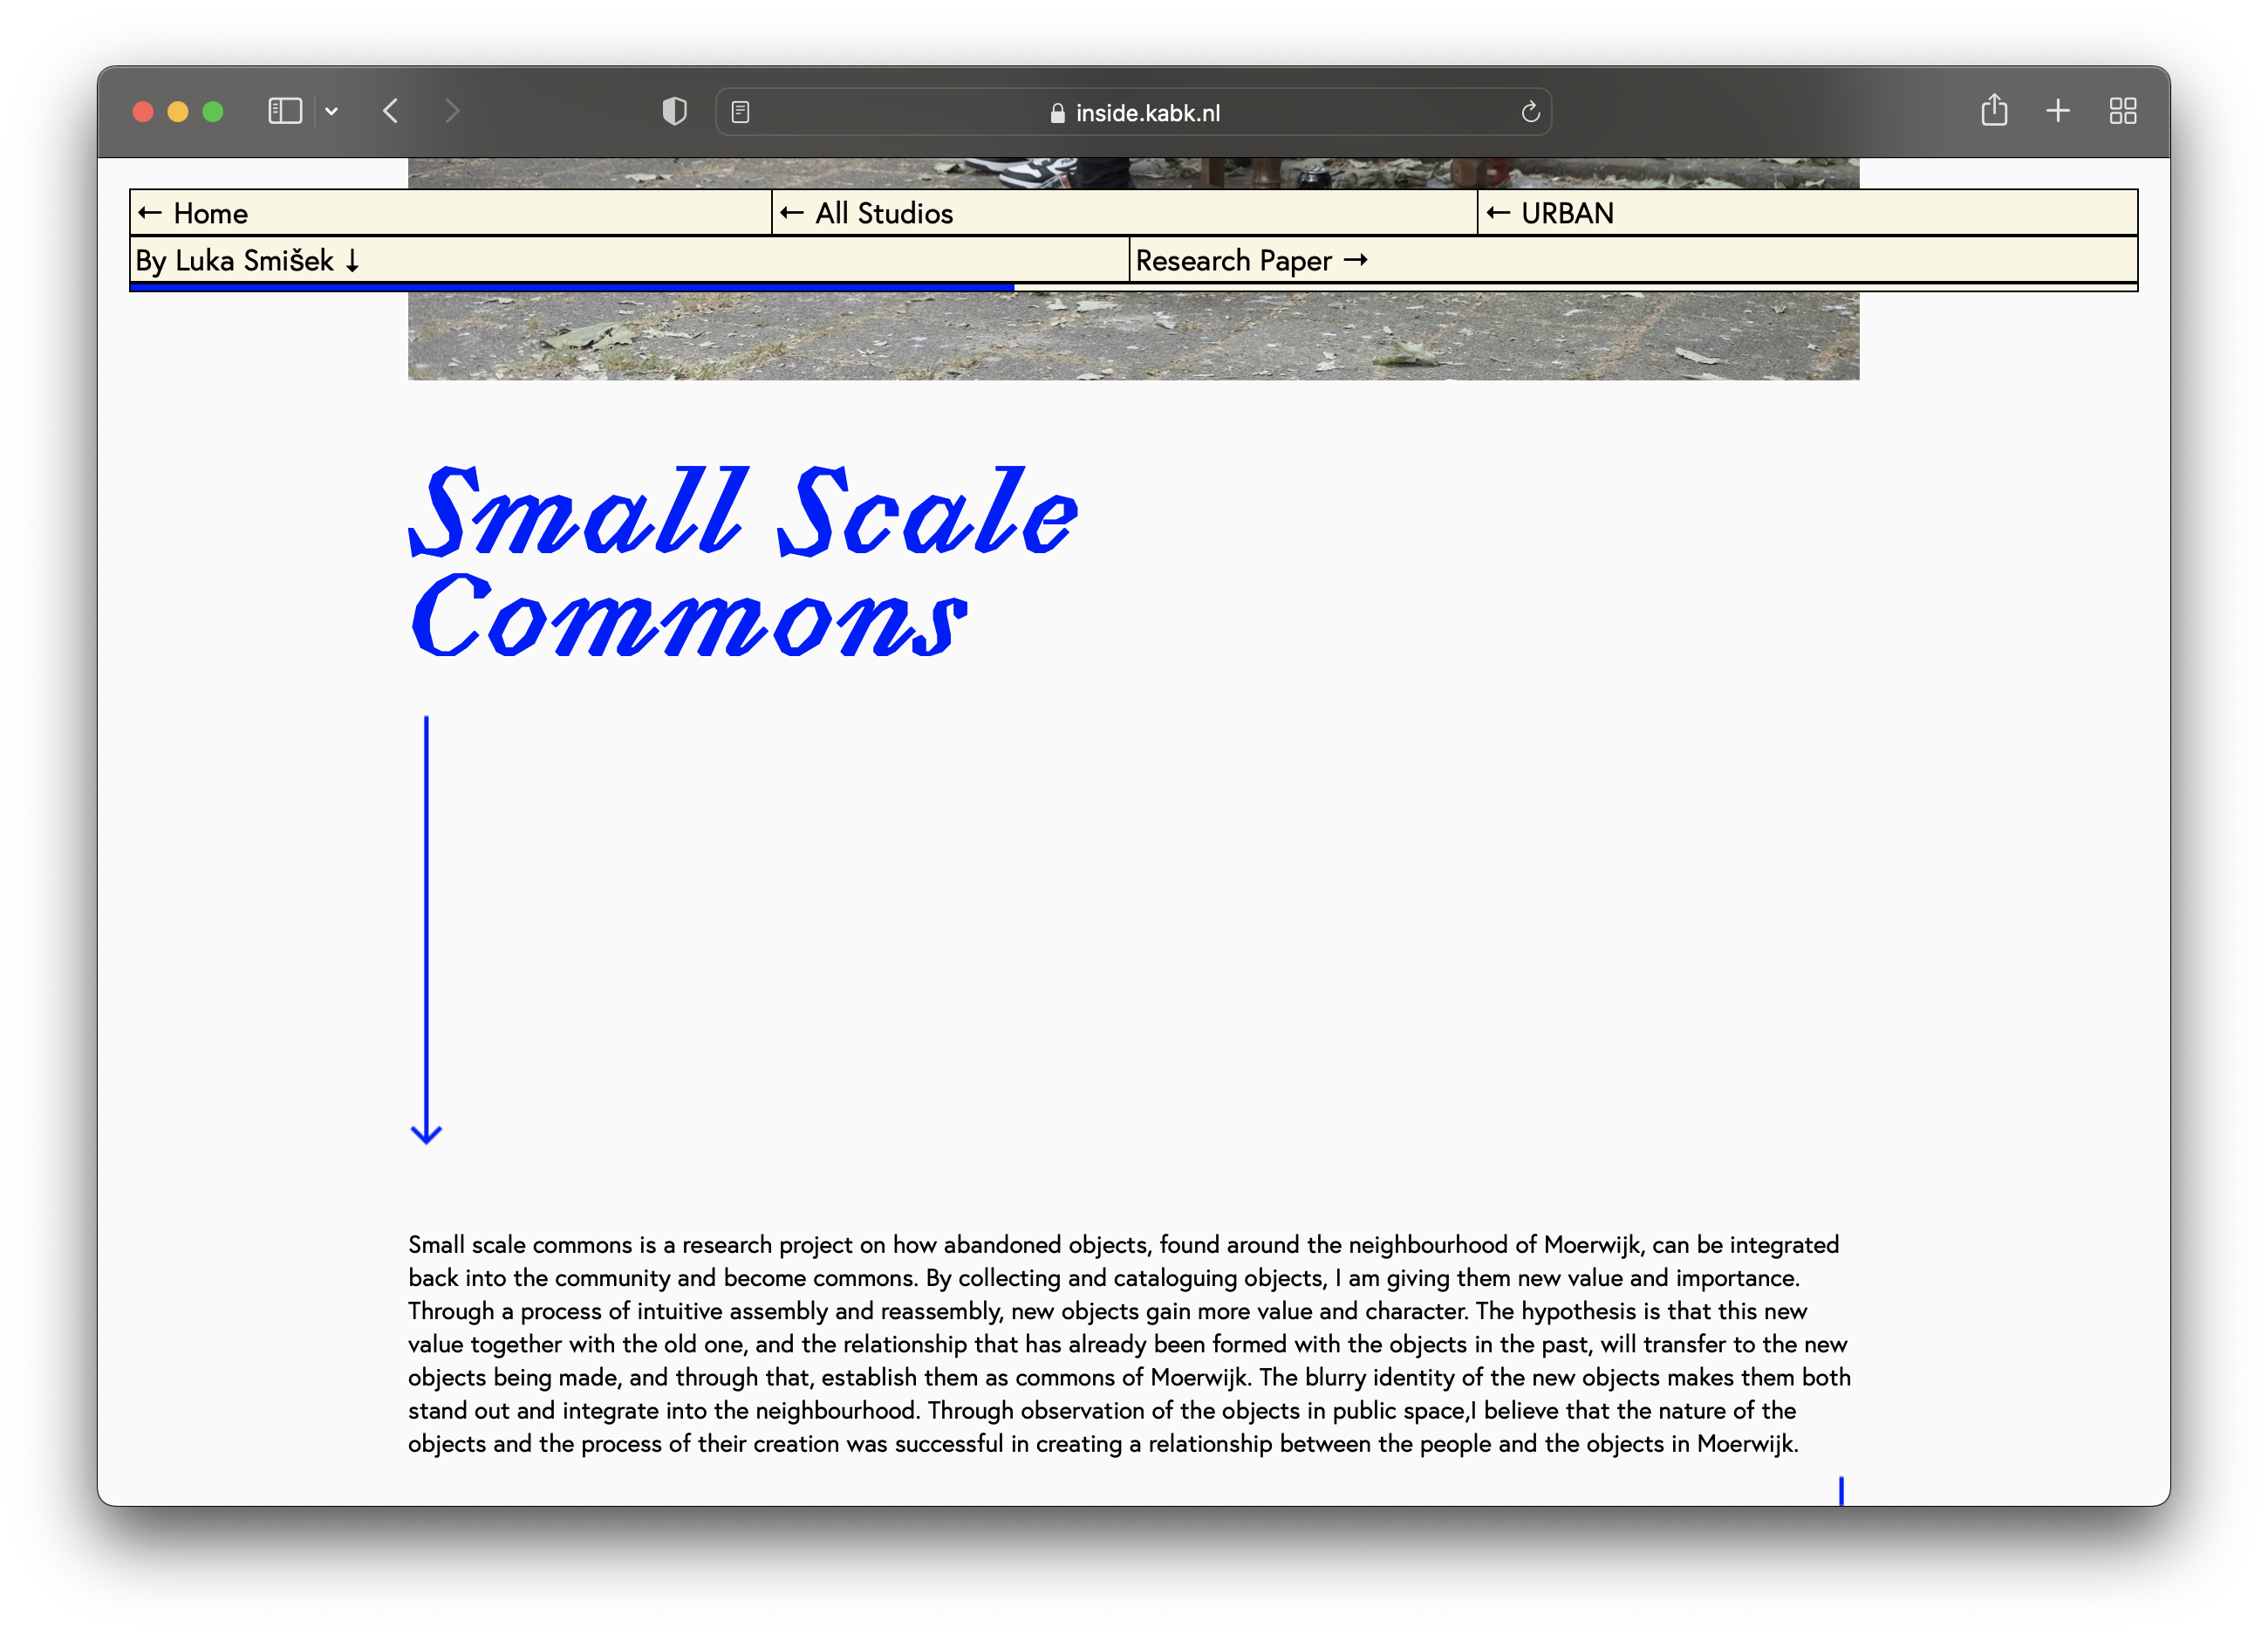 inside.kabk.nl
← Home
← All Studios
← URBAN
By Luka Smišek ↓
Research Paper →
Small Scale
Commons
Small scale commons is a research project on how abandoned objects, found around the neighbourhood of Moerwijk, can be integrated
back into the community and become commons. By collecting and cataloguing objects, I am giving them new value and importance.
Through a process of intuitive assembly and reassembly, new objects gain more value and character. The hypothesis is that this new
value together with the old one, and the relationship that has already been formed with the objects in the past, will transfer to the new
objects being made, and through that, establish them as commons of Moerwijk. The blurry identity of the new objects makes them both
stand out and integrate into the neighbourhood. Through observation of the objects in public space,I believe that the nature of the
objects and the process of their creation was successful in creating a relationship between the people and the objects in Moerwijk.